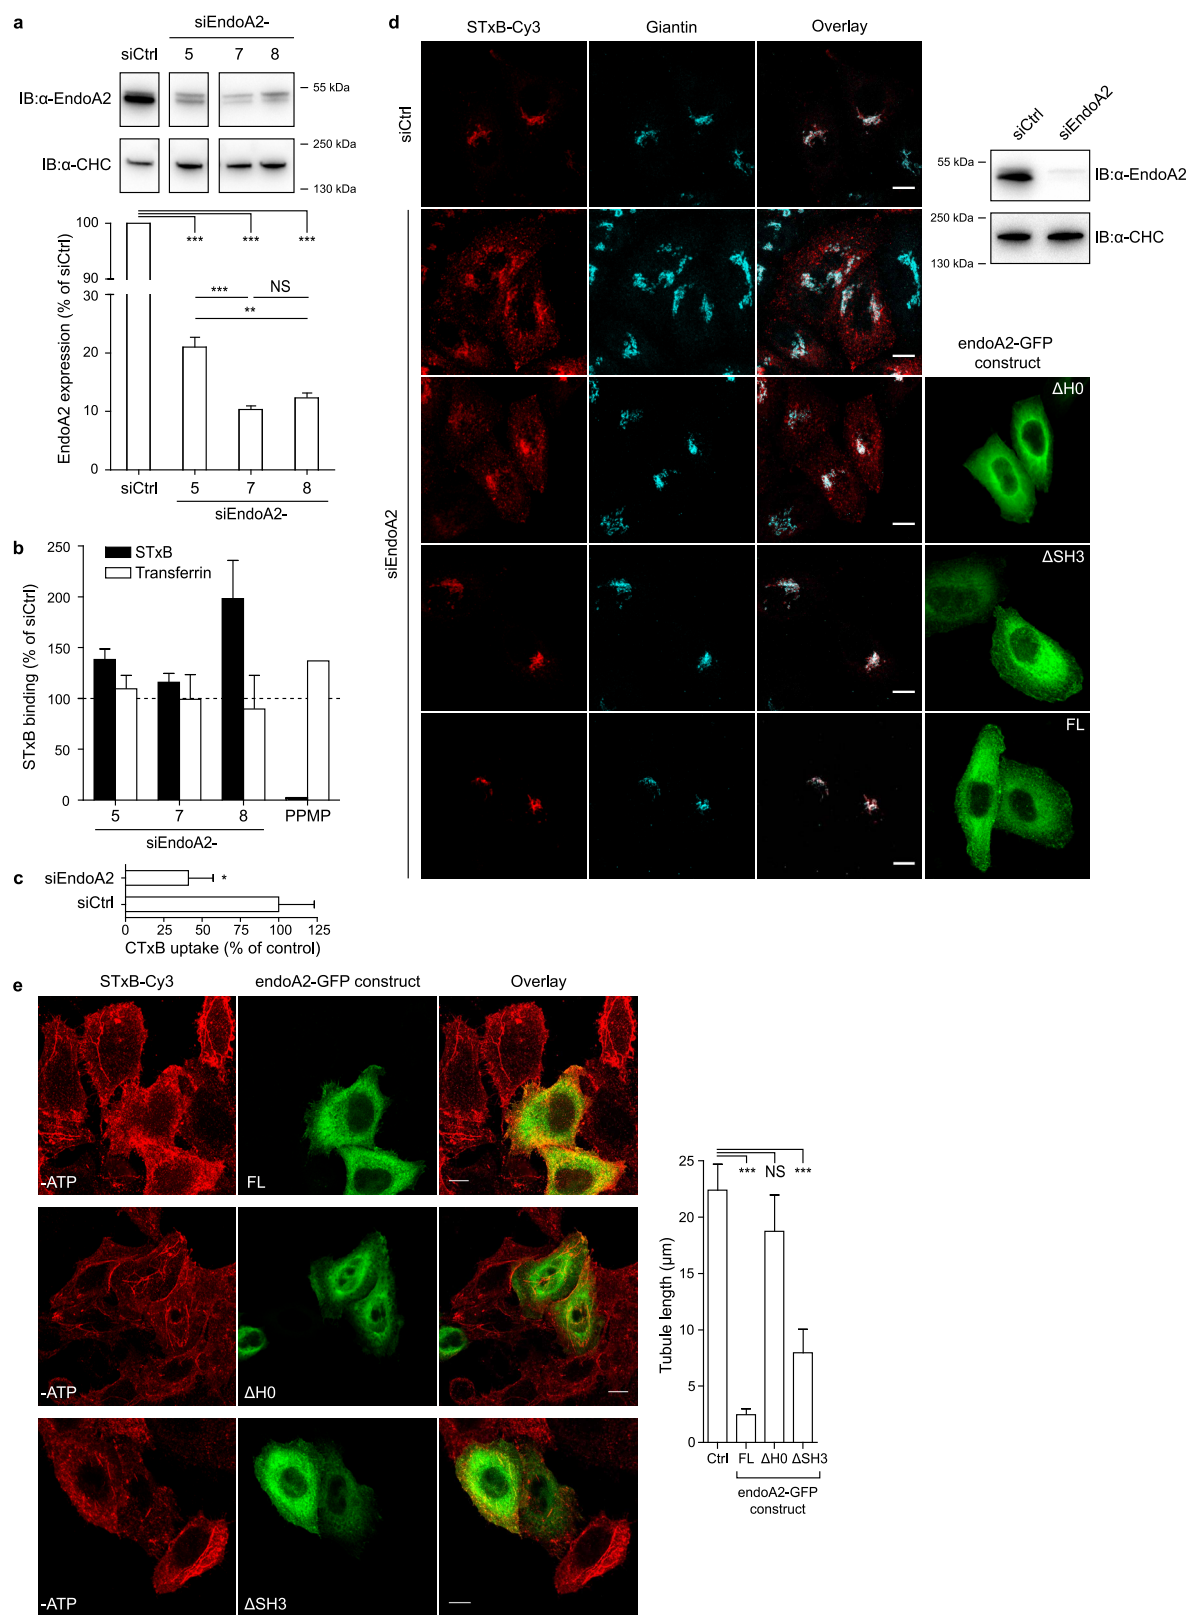 a
siEndoA2-
siCtrl 5 7 8
IB:α-EndoA2
55 kDa
IB:α-CHC
250 kDa
130 kDa
EndoA2 expression (% of siCtrl)
100
90
30
20
10
0
*** *** ***
*** NS
**
siCtrl 5 7 8
siEndoA2-
b
STxB binding (% of siCtrl)
250
200
150
100
50
0
STxB
Transferrin
5 7 8 PPMP
siEndoA2-
c
siEndoA2
*
siCtrl
0 25 50 75 100 125
CTxB uptake (% of control)
d
STxB-Cy3 Giantin Overlay
siCtrl
siEndoA2
siCtrl siEndoA2
55 kDa
IB:α-EndoA2
250 kDa
IB:α-CHC
130 kDa
endoA2-GFP
construct
ΔH0
ΔSH3
FL
e
STxB-Cy3 endoA2-GFP construct Overlay
-ATP FL
-ATP ΔH0
-ATP ΔSH3
Tubule length (µm)
25
20
15
10
5
0
*** NS ***
Ctrl FL ΔH0 ΔSH3
endoA2-GFP
construct